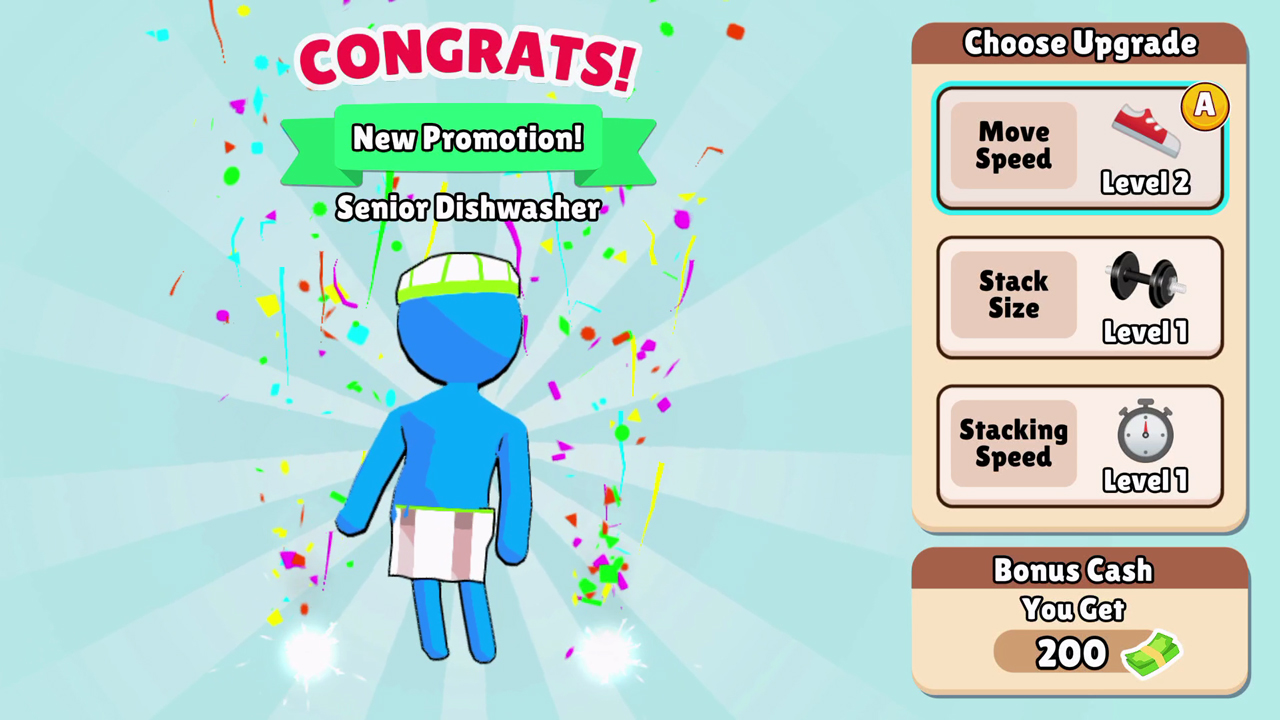 CONGRATS!
New Promotion!
Senior Dishwasher
Choose Upgrade
A
Move
Speed
Level 2
Stack
Size
Level 1
Stacking
Speed
Level 1
Bonus Cash
You Get
200